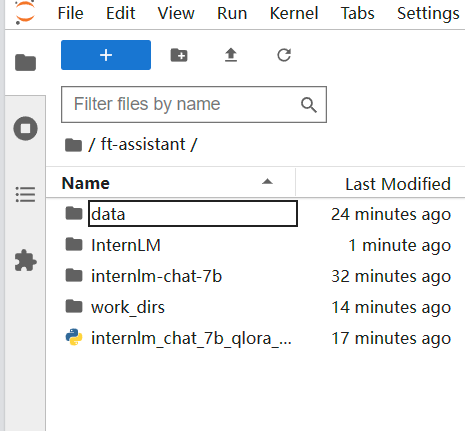 File Edit View Run Kernel Tabs Settings
Filter files by name
/ ft-assistant /
Name Last Modified
data 24 minutes ago
InternLM 1 minute ago
internlm-chat-7b 32 minutes ago
work_dirs 14 minutes ago
internlm_chat_7b_qlora_... 17 minutes ago